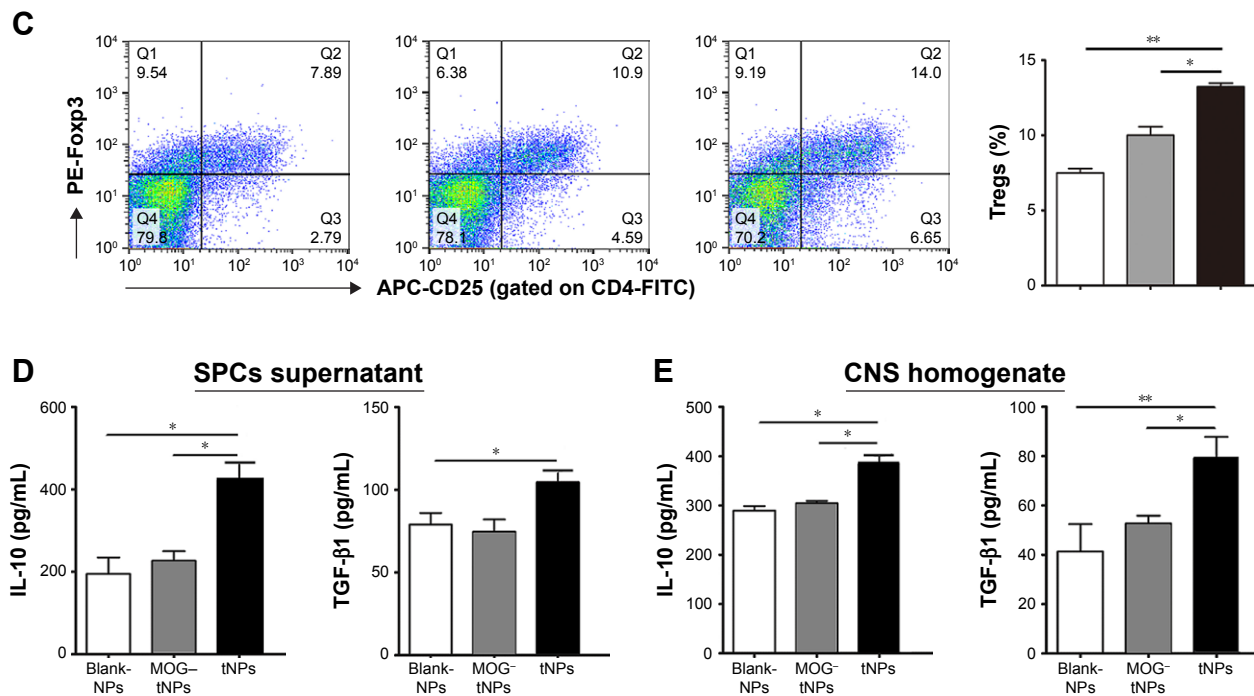 C
PE-Foxp3
10⁴
10³
10²
10¹
10⁰
Q1
9.54
Q2
7.89
Q4
79.8
Q3
2.79
10⁰ 10¹ 10² 10³ 10⁴
10⁴
10³
10²
10¹
10⁰
Q1
6.38
Q2
10.9
Q4
78.1
Q3
4.59
10⁰ 10¹ 10² 10³ 10⁴
10⁴
10³
10²
10¹
10⁰
Q1
9.19
Q2
14.0
Q4
70.2
Q3
6.65
10⁰ 10¹ 10² 10³ 10⁴
APC-CD25 (gated on CD4-FITC)
Tregs (%)
15
10
5
0
**
*
D
SPCs supernatant
IL-10 (pg/mL)
600
400
200
0
*
*
Blank-
NPs
MOG–
tNPs
tNPs
TGF-β1 (pg/mL)
150
100
50
0
*
Blank-
NPs
MOG⁻
tNPs
tNPs
E
CNS homogenate
IL-10 (pg/mL)
500
400
300
400
100
0
*
*
Blank-
NPs
MOG⁻
tNPs
tNPs
TGF-β1 (pg/mL)
100
80
60
40
20
0
**
*
Blank-
NPs
MOG⁻
tNPs
tNPs